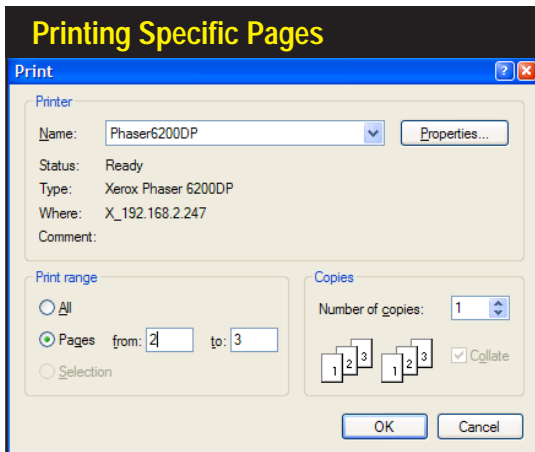 Printing Specific Pages
Print
Printer
Name: Phaser6200DP Properties...
Status: Ready
Type: Xerox Phaser 6200DP
Where: X_192.168.2.247
Comment:
Print range
All
Pages from: 2 to: 3
Selection
Copies
Number of copies: 1
1 2 3 1 2 3 Collate
OK Cancel